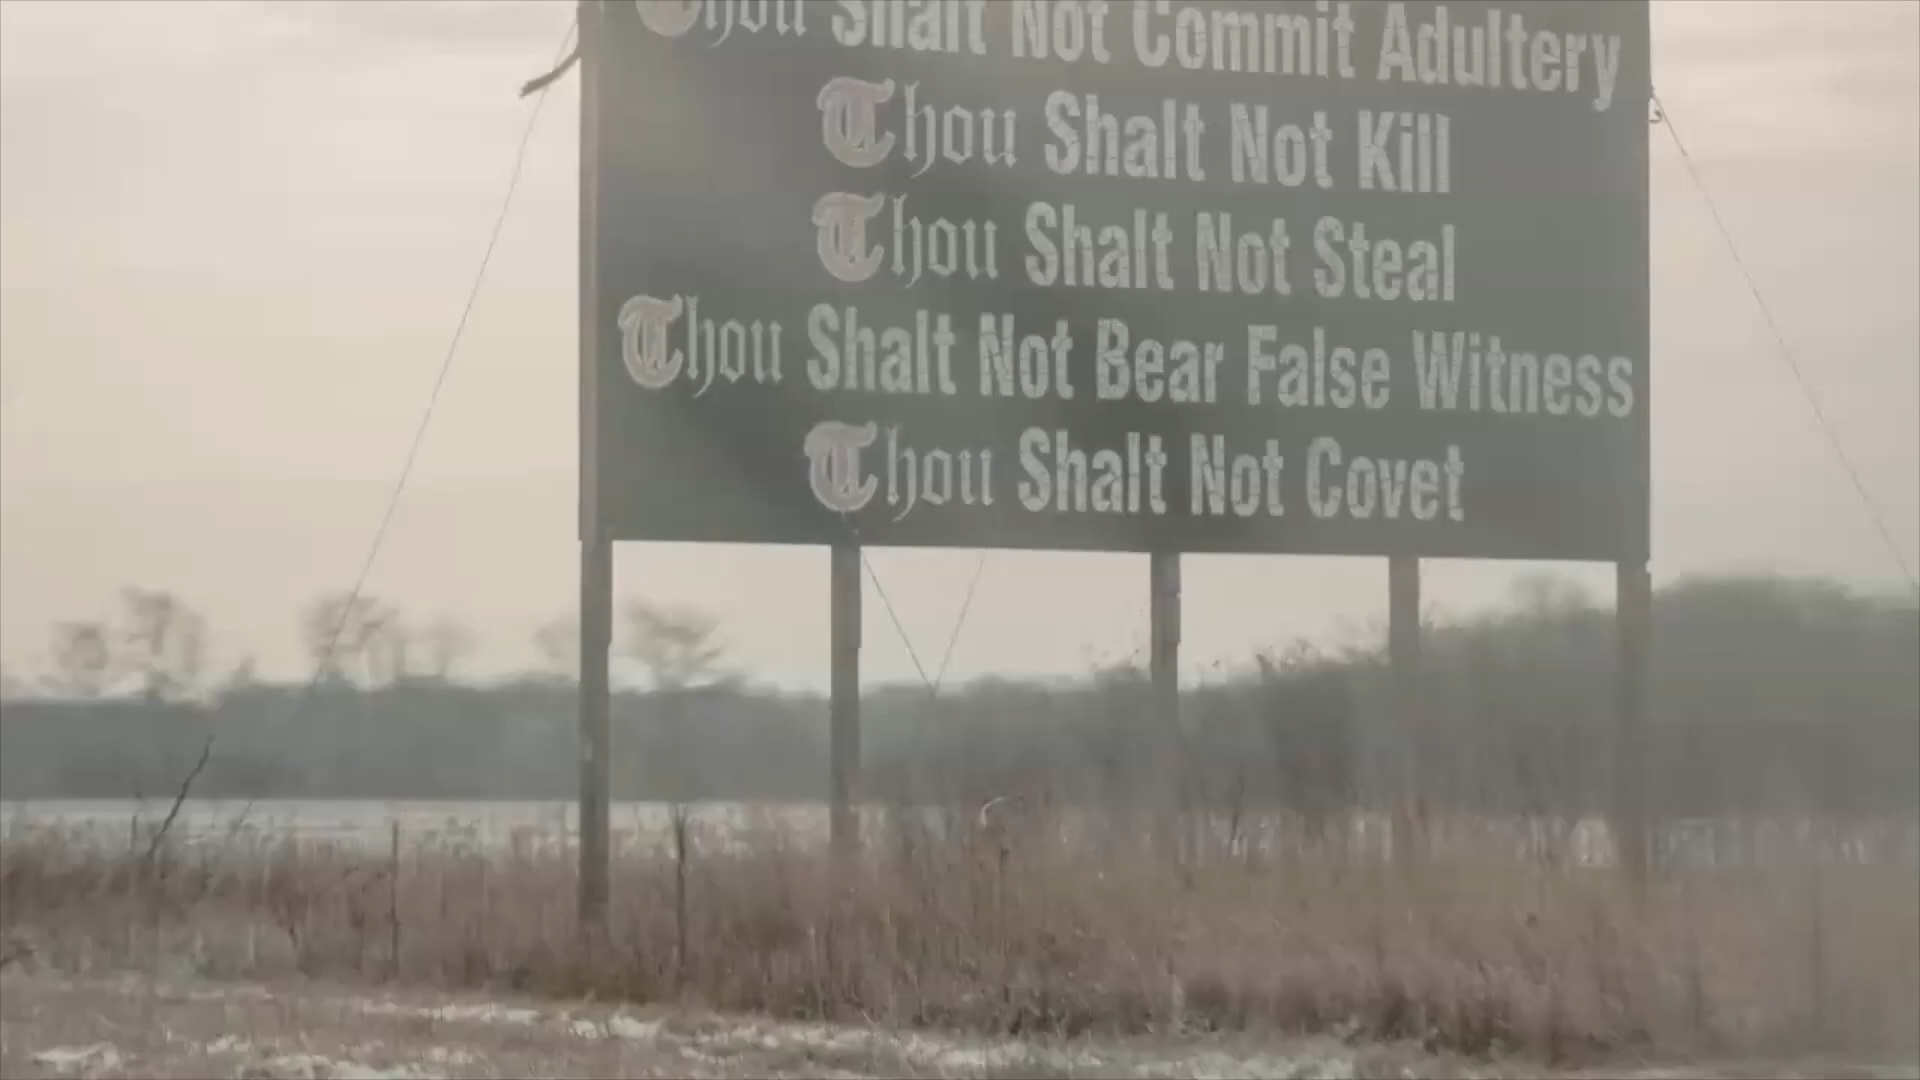 Thou Shalt Not Commit Adultery
Thou Shalt Not Kill
Thou Shalt Not Steal
Thou Shalt Not Bear False Witness
Thou Shalt Not Covet